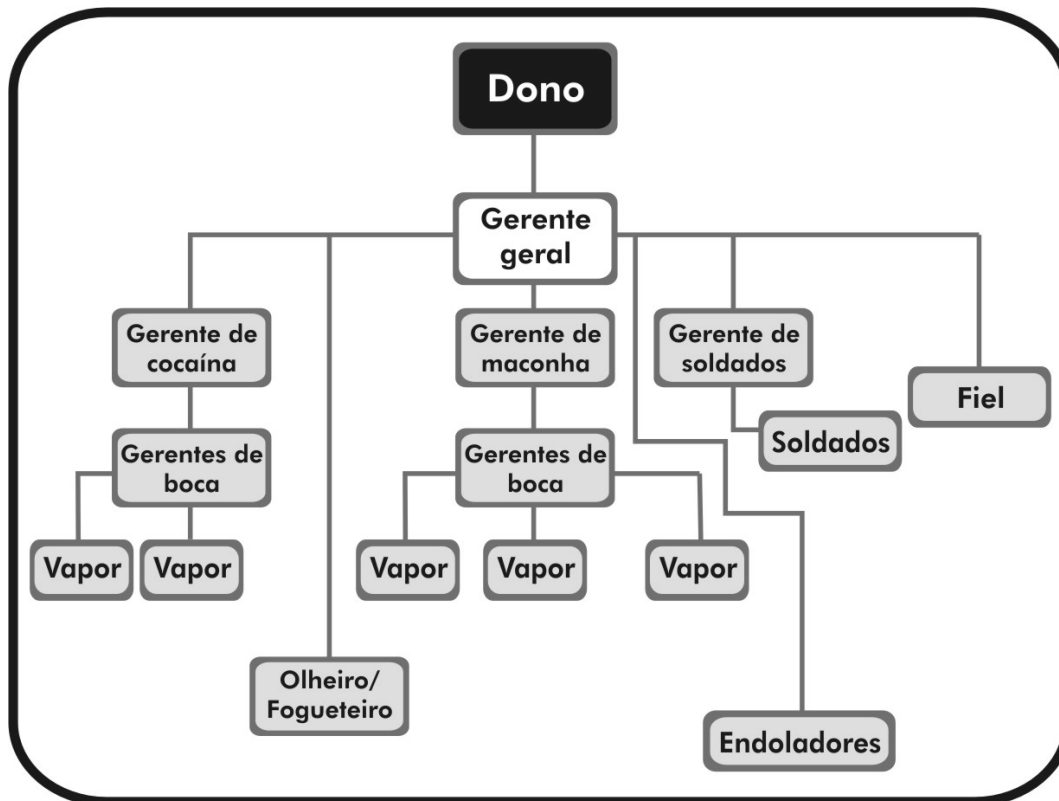 Dono
Gerente
geral
Gerente de
cocaína
Gerente de
maconha
Gerente de
soldados
Fiel
Soldados
Gerentes de
boca
Gerentes de
boca
Vapor
Vapor
Vapor
Vapor
Vapor
Olheiro/
Fogueteiro
Endoladores